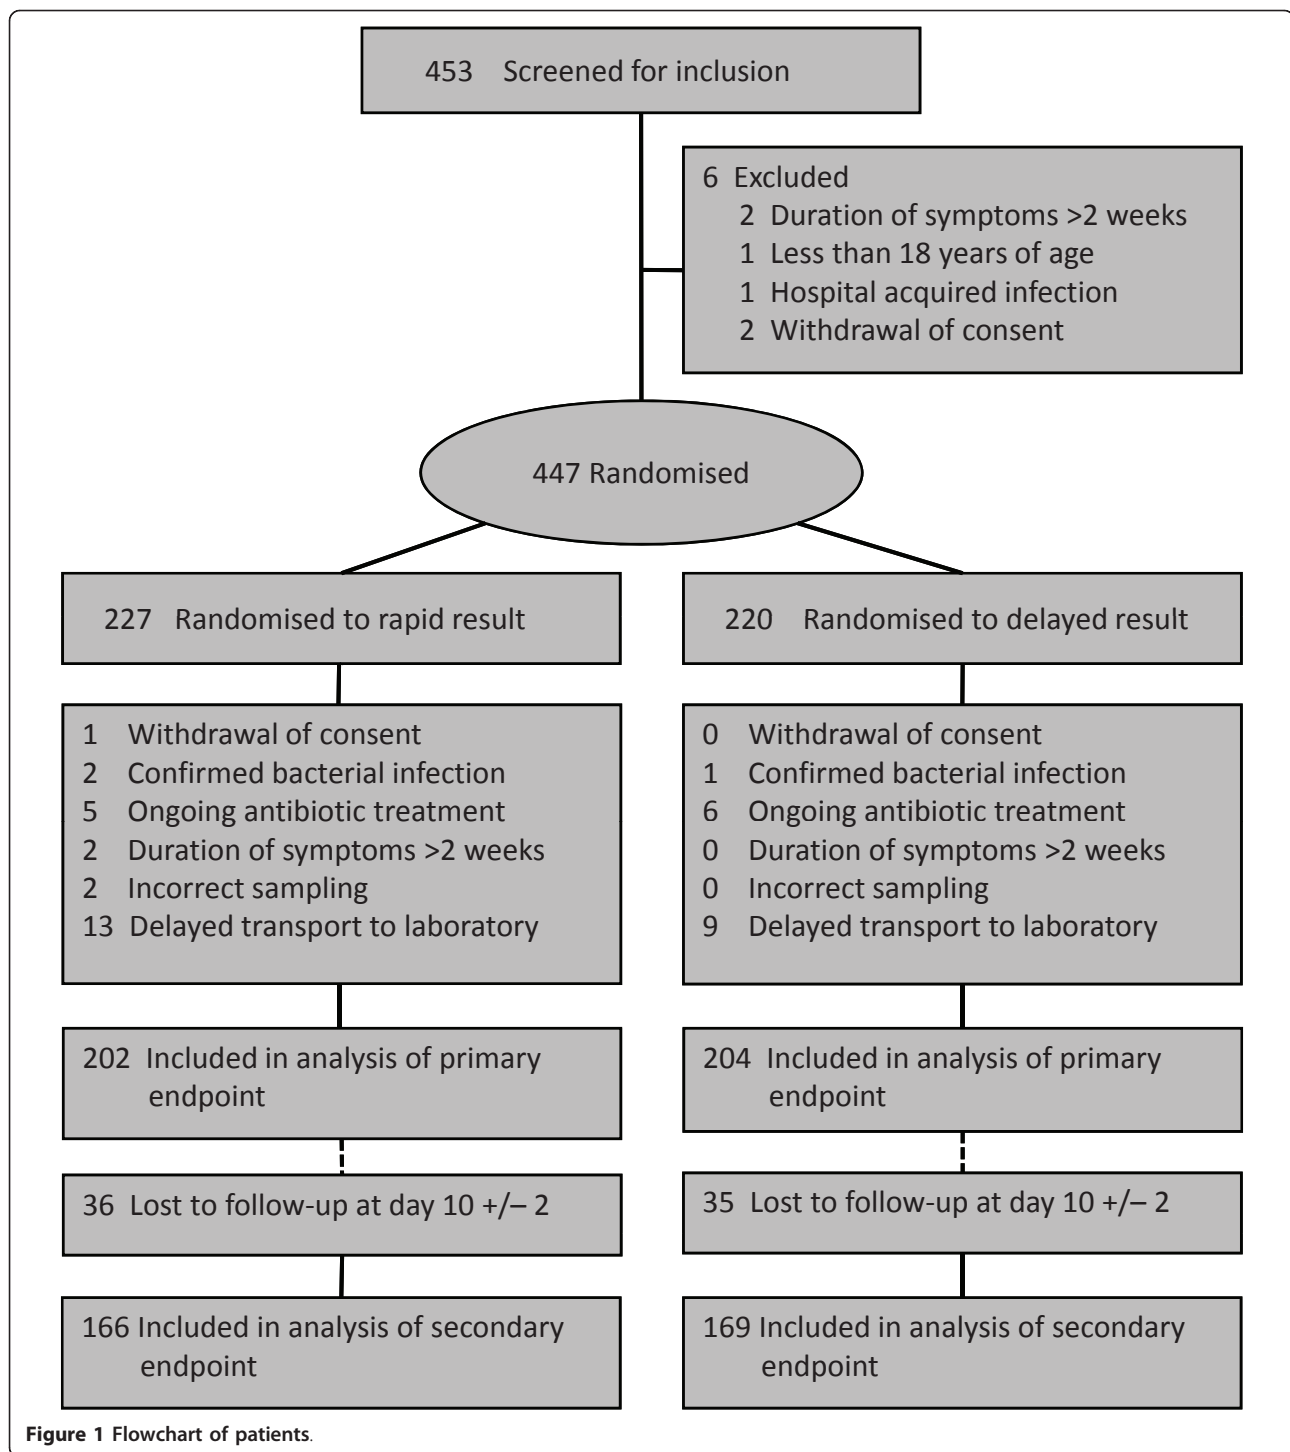 453 Screened for inclusion
6 Excluded
2 Duration of symptoms >2 weeks
1 Less than 18 years of age
1 Hospital acquired infection
2 Withdrawal of consent
447 Randomised
227 Randomised to rapid result
1 Withdrawal of consent
2 Confirmed bacterial infection
5 Ongoing antibiotic treatment
2 Duration of symptoms >2 weeks
2 Incorrect sampling
13 Delayed transport to laboratory
202 Included in analysis of primary
endpoint
36 Lost to follow-up at day 10 +/– 2
166 Included in analysis of secondary
endpoint
220 Randomised to delayed result
0 Withdrawal of consent
1 Confirmed bacterial infection
6 Ongoing antibiotic treatment
0 Duration of symptoms >2 weeks
0 Incorrect sampling
9 Delayed transport to laboratory
204 Included in analysis of primary
endpoint
35 Lost to follow-up at day 10 +/– 2
169 Included in analysis of secondary
endpoint
Figure 1 Flowchart of patients.